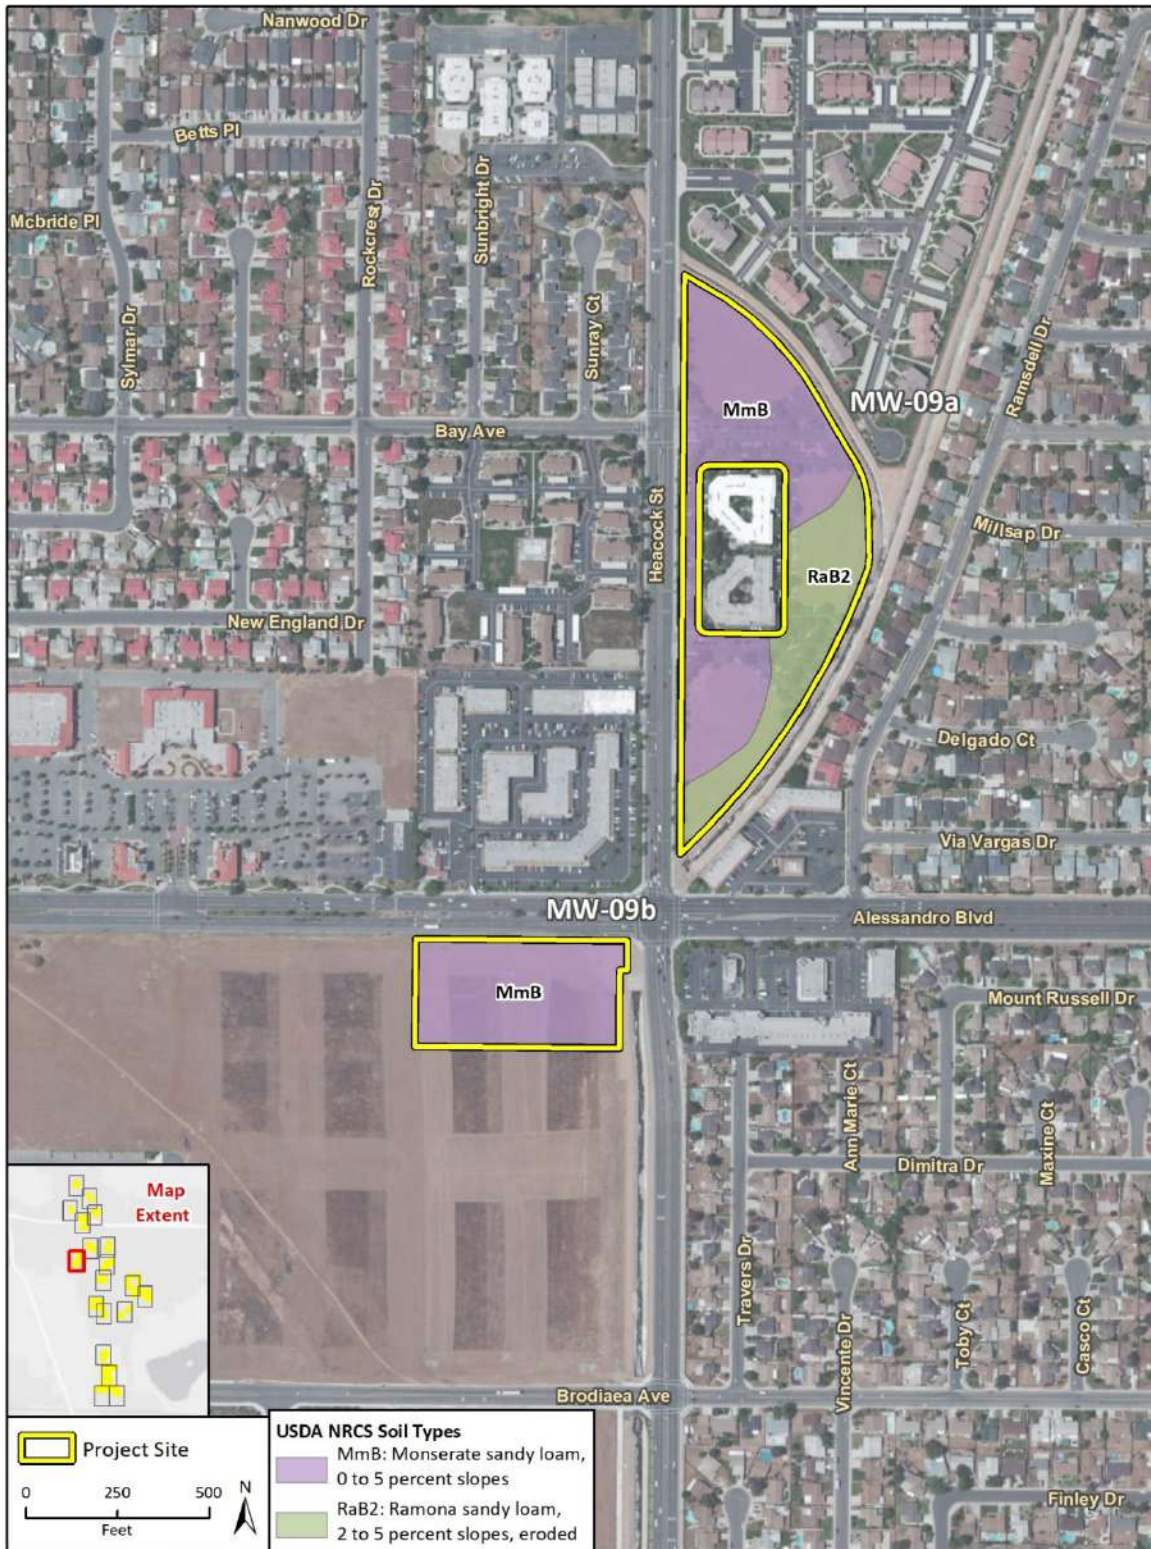 Nanwood Dr
Betts Pl
Mcbride Pl
Sylmar Dr
Rockcrest Dr
Sunbright Dr
Sunray Ct
Ramsdell Dr
MW-09a
MmB
Bay Ave
Heacock St
Millsap Dr
RaB2
New England Dr
Delgado Ct
Via Vargas Dr
MW-09b
Alessandro Blvd
MmB
Mount Russell Dr
Ann Marie Ct
Maxine Ct
Dimitra Dr
Travers Dr
Vincente Dr
Toby Ct
Casco Ct
Brodiaea Ave
Finley Dr
Map
Extent
Project Site
0 250 500
Feet
N
USDA NRCS Soil Types
MmB: Monserate sandy loam,
0 to 5 percent slopes
RaB2: Ramona sandy loam,
2 to 5 percent slopes, eroded